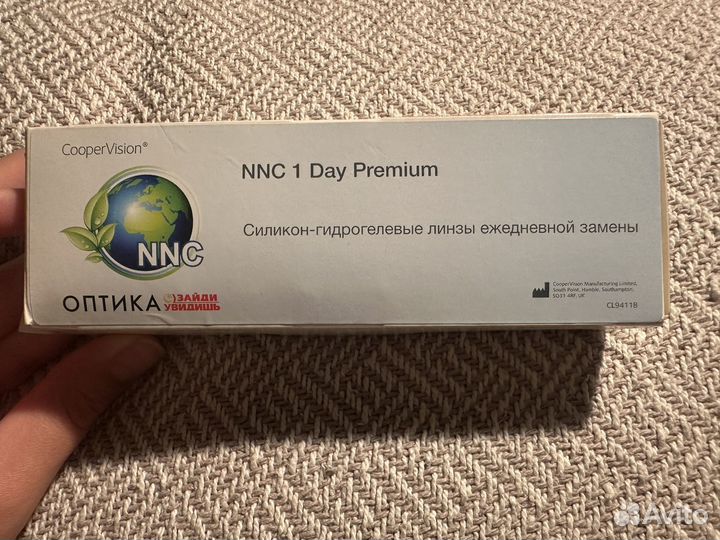 CooperVision®
NNC 1 Day Premium
Силикон-гидрогелевые линзы ежедневной замены
NNC
ОПТИКА ЗАЙДИ
УВИДИШЬ
CooperVision Manufacturing Limited,
South Point, Hamble, Southampton,
SO31 4RF, UK
CL9411B
Avito